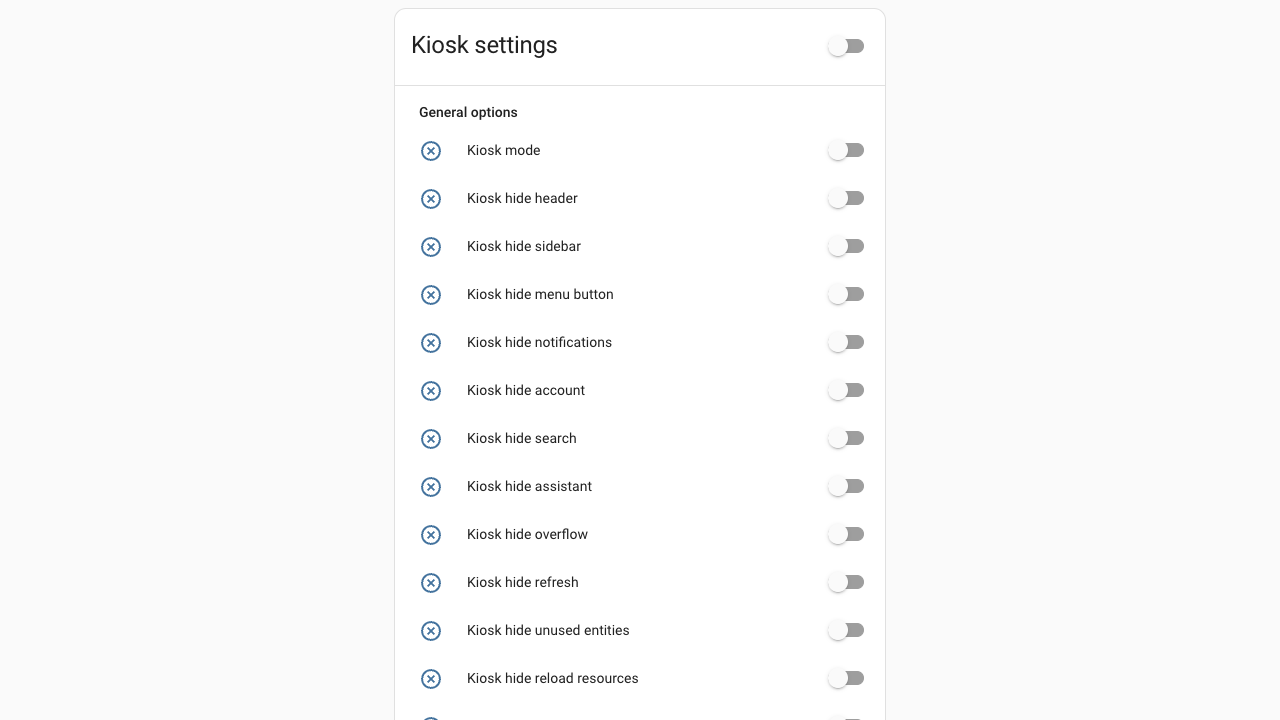 Kiosk settings
General options
Kiosk mode
Kiosk hide header
Kiosk hide sidebar
Kiosk hide menu button
Kiosk hide notifications
Kiosk hide account
Kiosk hide search
Kiosk hide assistant
Kiosk hide overflow
Kiosk hide refresh
Kiosk hide unused entities
Kiosk hide reload resources